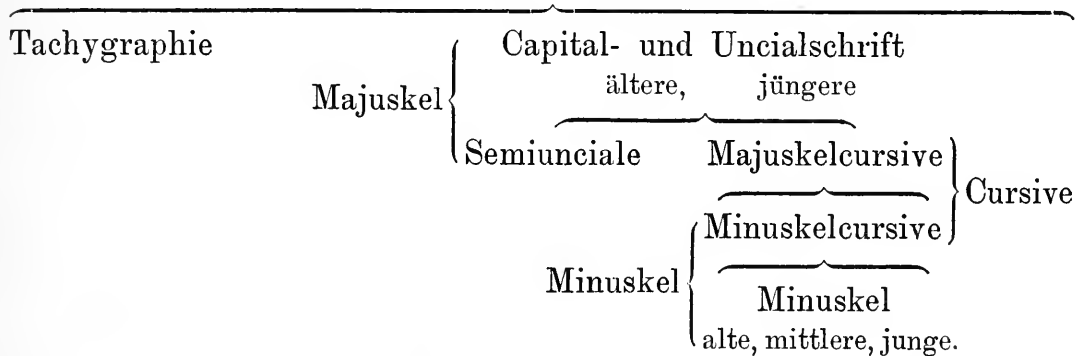 Tachygraphie Capital- und Uncialschrift
ältere, jüngere
Majuskel
Semiunciale Majuskelcursive
Cursive
Minuskelcursive
Minuskel
Minuskel
alte, mittlere, junge.